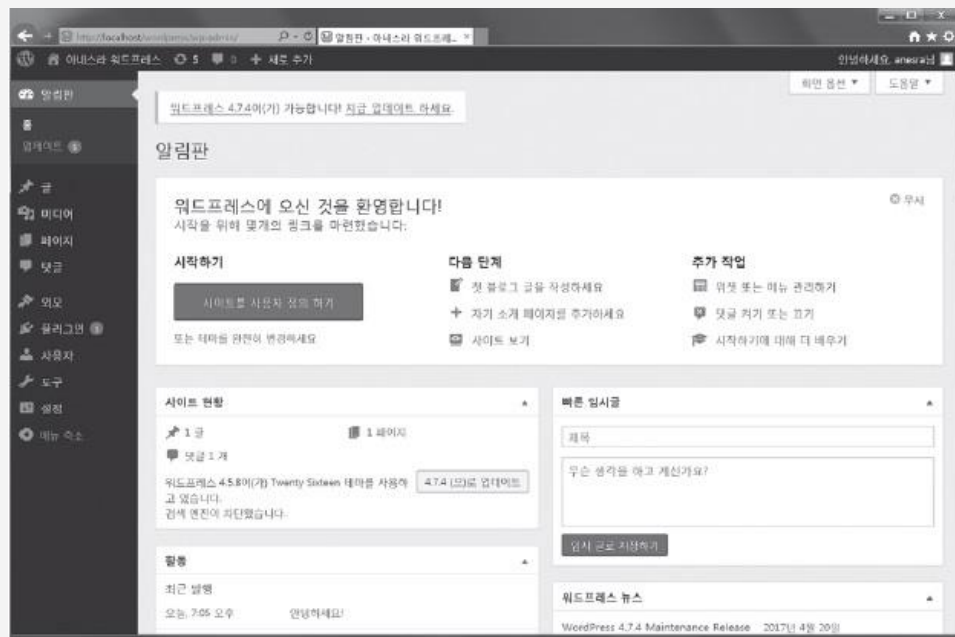 http://localhost/wordpress/wp-admin/
알림판 ‹ 아네스라 워드프레...
아네스라 워드프레스 5 0 새로 추가
안녕하세요, anesra님
알림판
화면 옵션 ▼ 도움말 ▼
홈
업데이트 5
글
미디어
페이지
댓글
외모
플러그인 1
사용자
도구
설정
메뉴 축소
워드프레스 4.7.4이(가) 가능합니다! 지금 업데이트 하세요.
알림판
워드프레스에 오신 것을 환영합니다!
무시
시작을 위해 몇개의 링크를 마련했습니다:
시작하기
사이트를 사용자 정의 하기
또는 테마를 완전히 변경하세요
다음 단계
첫 블로그 글을 작성하세요
자기 소개 페이지를 추가하세요
사이트 보기
추가 작업
위젯 또는 메뉴 관리하기
댓글 켜기 또는 끄기
시작하기에 대해 더 배우기
사이트 현황
1 글
1 페이지
댓글 1 개
워드프레스 4.5.8이(가) Twenty Sixteen 테마를 사용하
고 있습니다.
4.7.4 (으)로 업데이트
검색 엔진이 차단됐습니다.
활동
최근 발행
오늘, 7:05 오후 안녕하세요!
빠른 임시글
제목
무슨 생각을 하고 계신가요?
임시 글로 저장하기
워드프레스 뉴스
WordPress 4.7.4 Maintenance Release 2017년 4월 20일